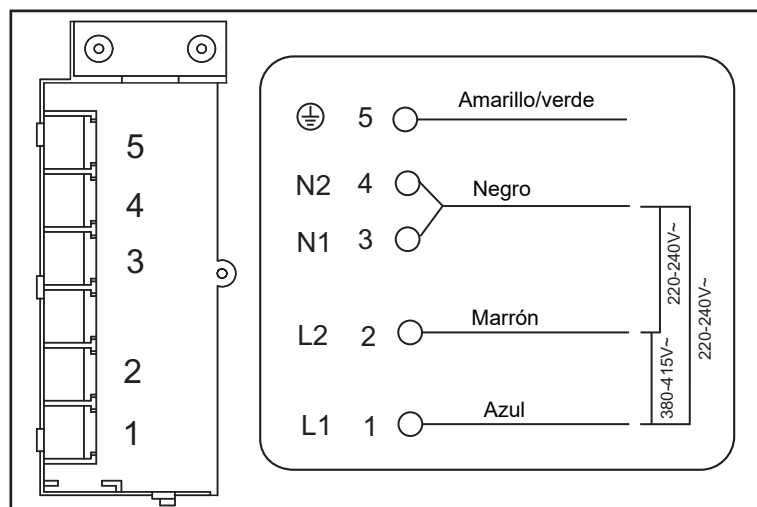 5
4
3
2
1
5 Amarillo/verde
N2 4 Negro
N1 3
L2 2 Marrón
L1 1 Azul
220-240V~
380-415V~
220-240V~